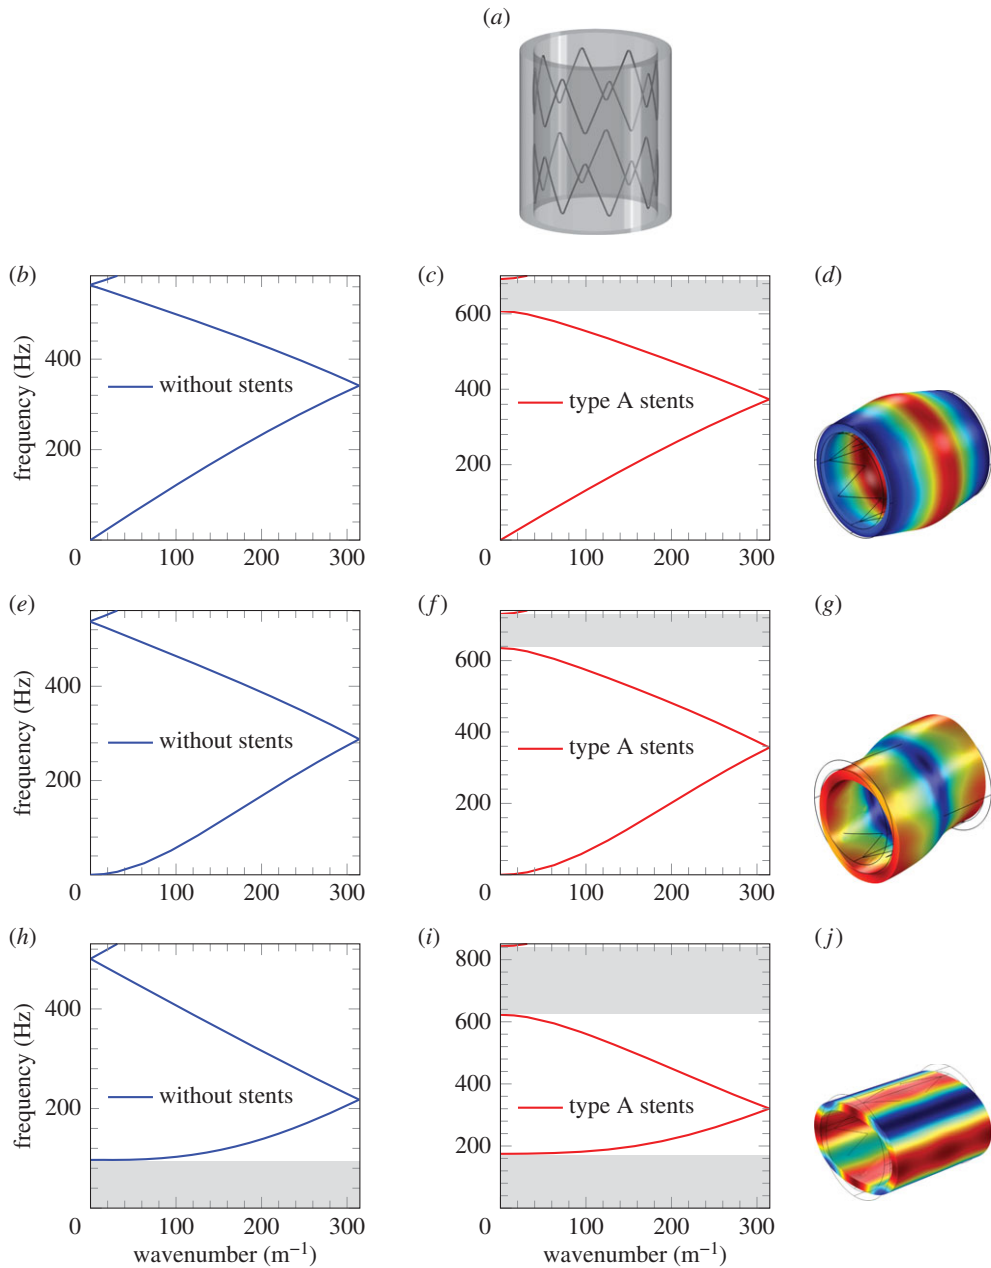 (a)
(b)
frequency (Hz)
400
200
0
100
200
300
without stents
(c)
600
400
200
0
100
200
300
type A stents
(d)
(e)
frequency (Hz)
400
200
0
100
200
300
without stents
(f)
600
400
200
0
100
200
300
type A stents
(g)
(h)
frequency (Hz)
400
200
0
100
200
300
without stents
wavenumber (m⁻¹)
(i)
800
600
400
200
0
100
200
300
type A stents
wavenumber (m⁻¹)
(j)